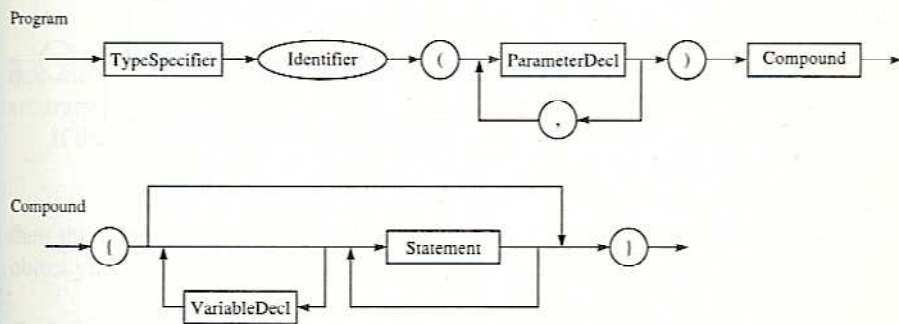 Program
TypeSpecifier Identifier ( ParameterDecl ) Compound
,
Compound
{ Statement }
VariableDecl